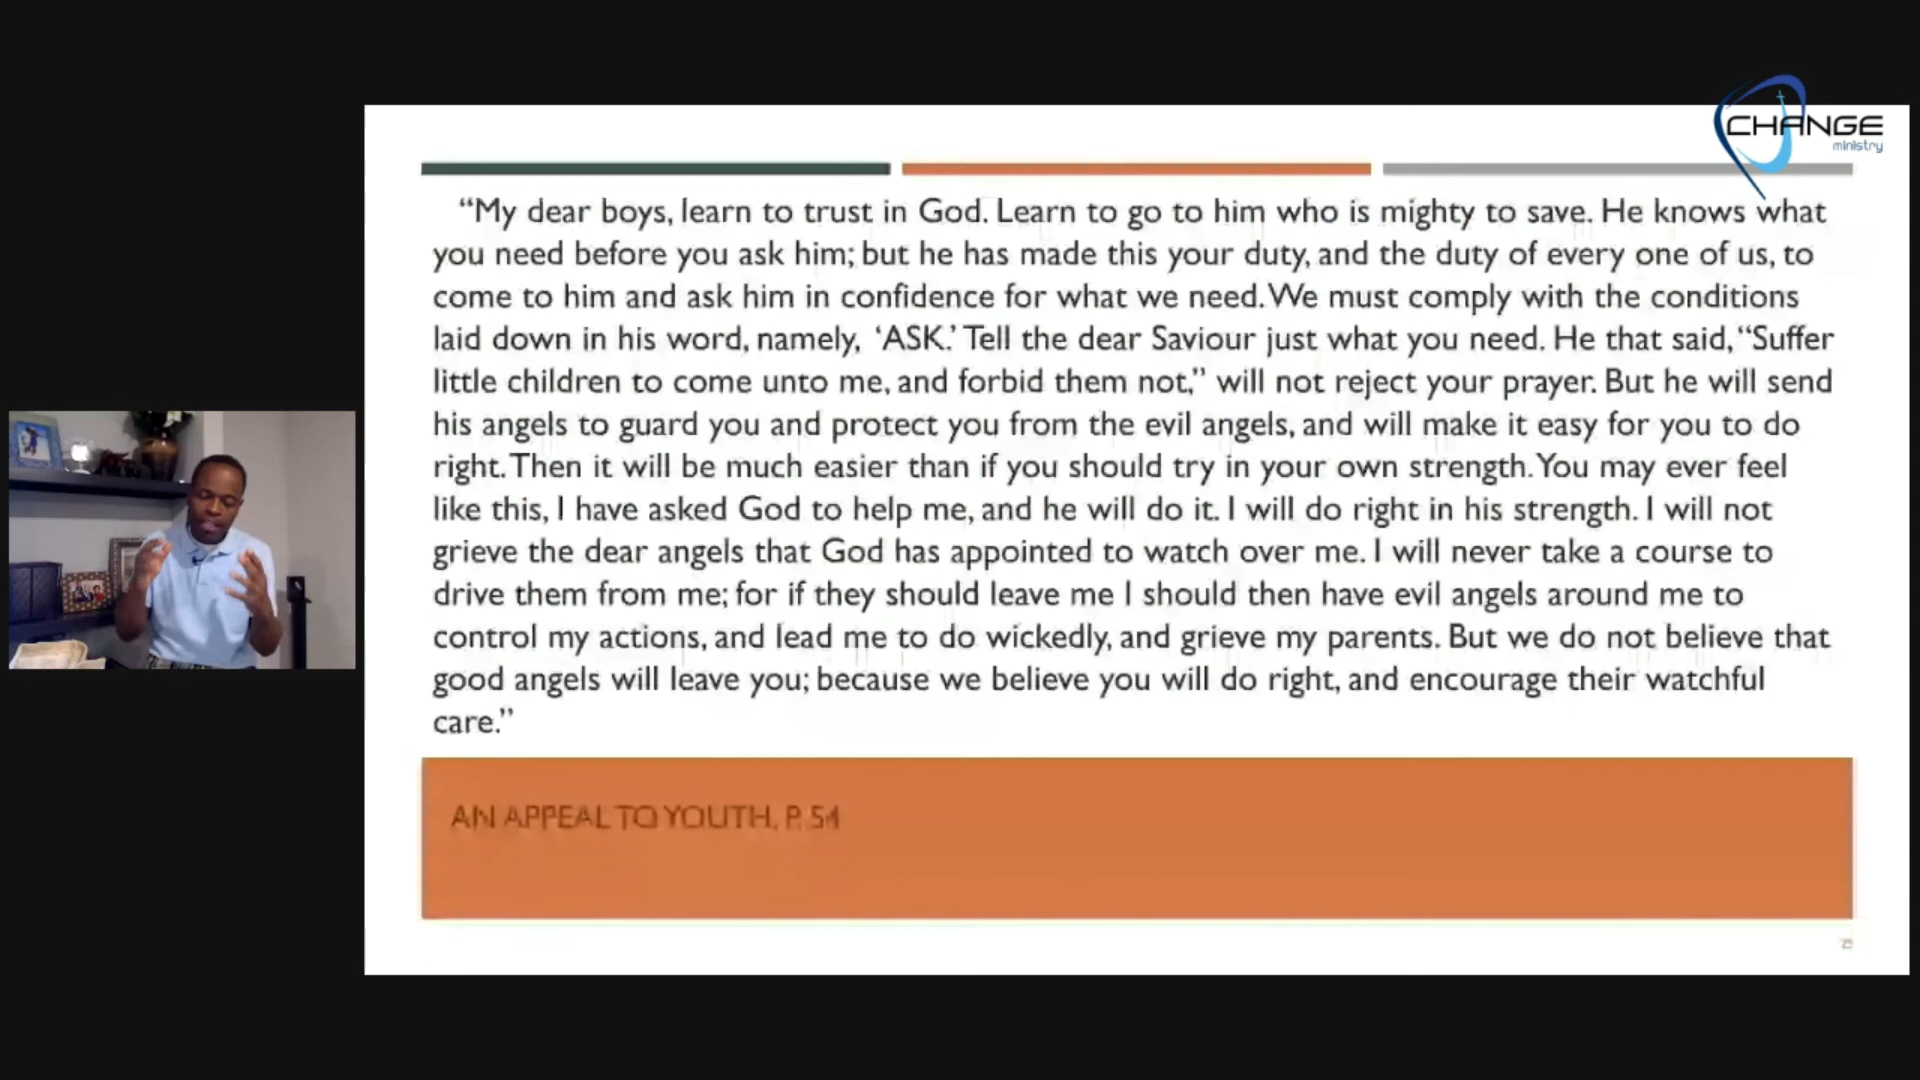 CHANGE
ministry
“My dear boys, learn to trust in God. Learn to go to him who is mighty to save. He knows what
you need before you ask him; but he has made this your duty, and the duty of every one of us, to
come to him and ask him in confidence for what we need. We must comply with the conditions
laid down in his word, namely, ‘ASK.’ Tell the dear Saviour just what you need. He that said, “Suffer
little children to come unto me, and forbid them not,” will not reject your prayer. But he will send
his angels to guard you and protect you from the evil angels, and will make it easy for you to do
right. Then it will be much easier than if you should try in your own strength. You may ever feel
like this, I have asked God to help me, and he will do it. I will do right in his strength. I will not
grieve the dear angels that God has appointed to watch over me. I will never take a course to
drive them from me; for if they should leave me I should then have evil angels around me to
control my actions, and lead me to do wickedly, and grieve my parents. But we do not believe that
good angels will leave you; because we believe you will do right, and encourage their watchful
care.”
AN APPEAL TO YOUTH, P. 54